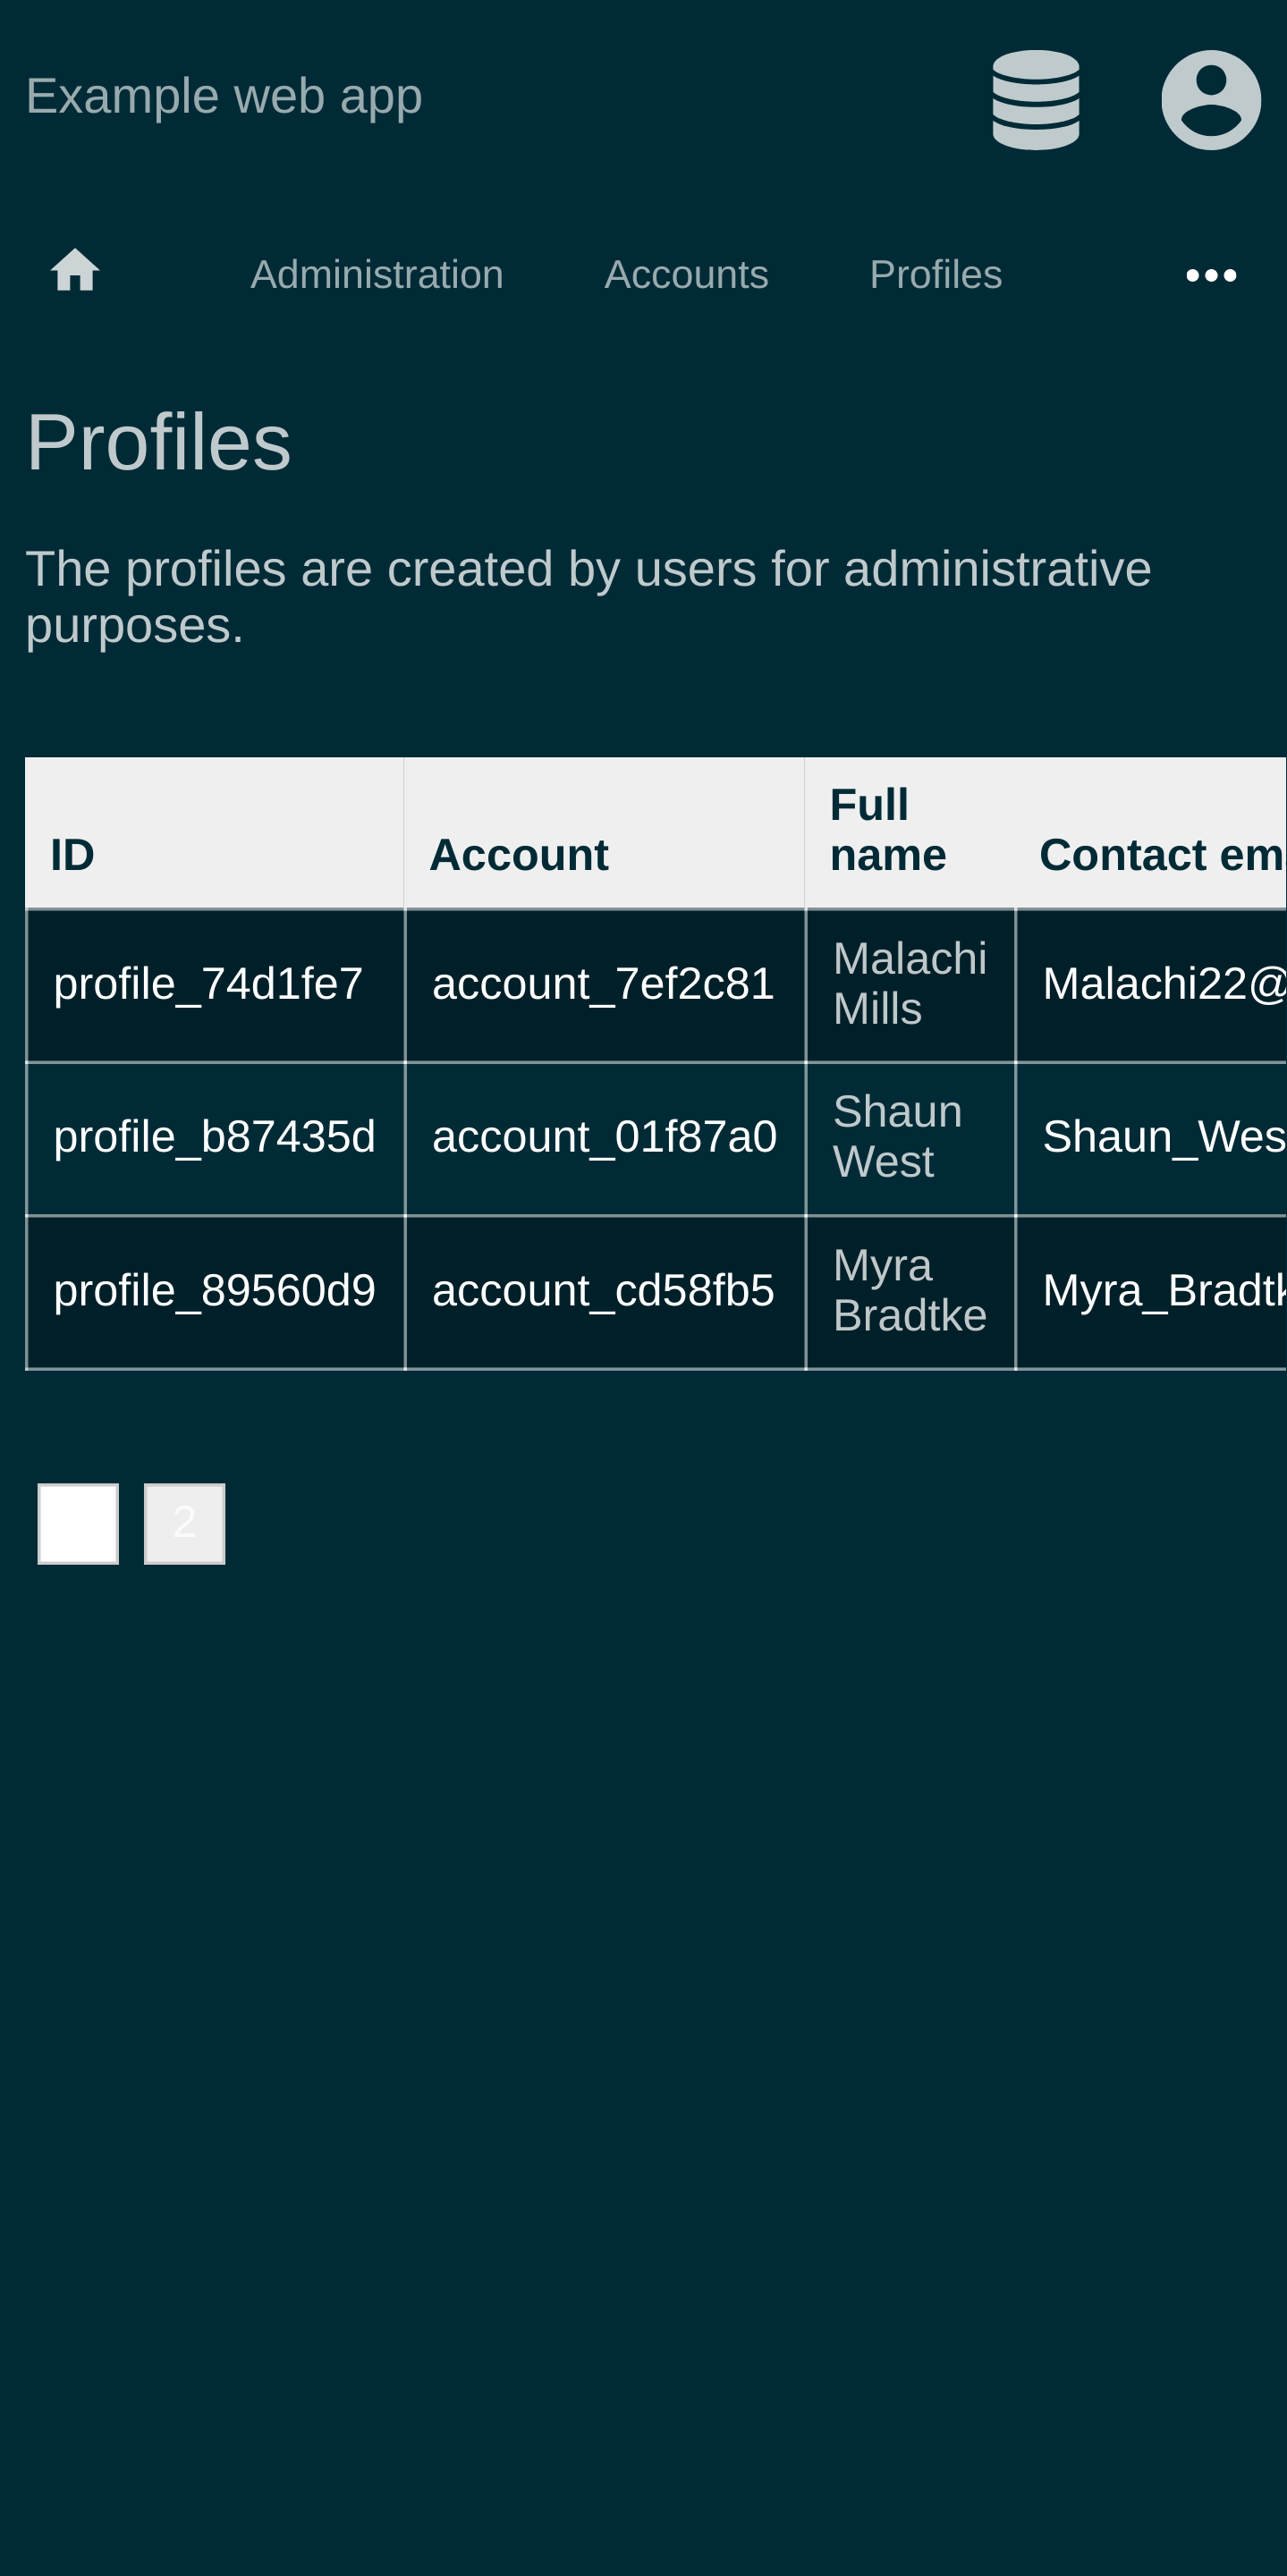 Example web app
Administration Accounts Profiles
Profiles
The profiles are created by users for administrative
purposes.
ID Account Full name Contact em
profile_74d1fe7 account_7ef2c81 Malachi Mills Malachi22@
profile_b87435d account_01f87a0 Shaun West Shaun_Wes
profile_89560d9 account_cd58fb5 Myra Bradtke Myra_Bradtk
2